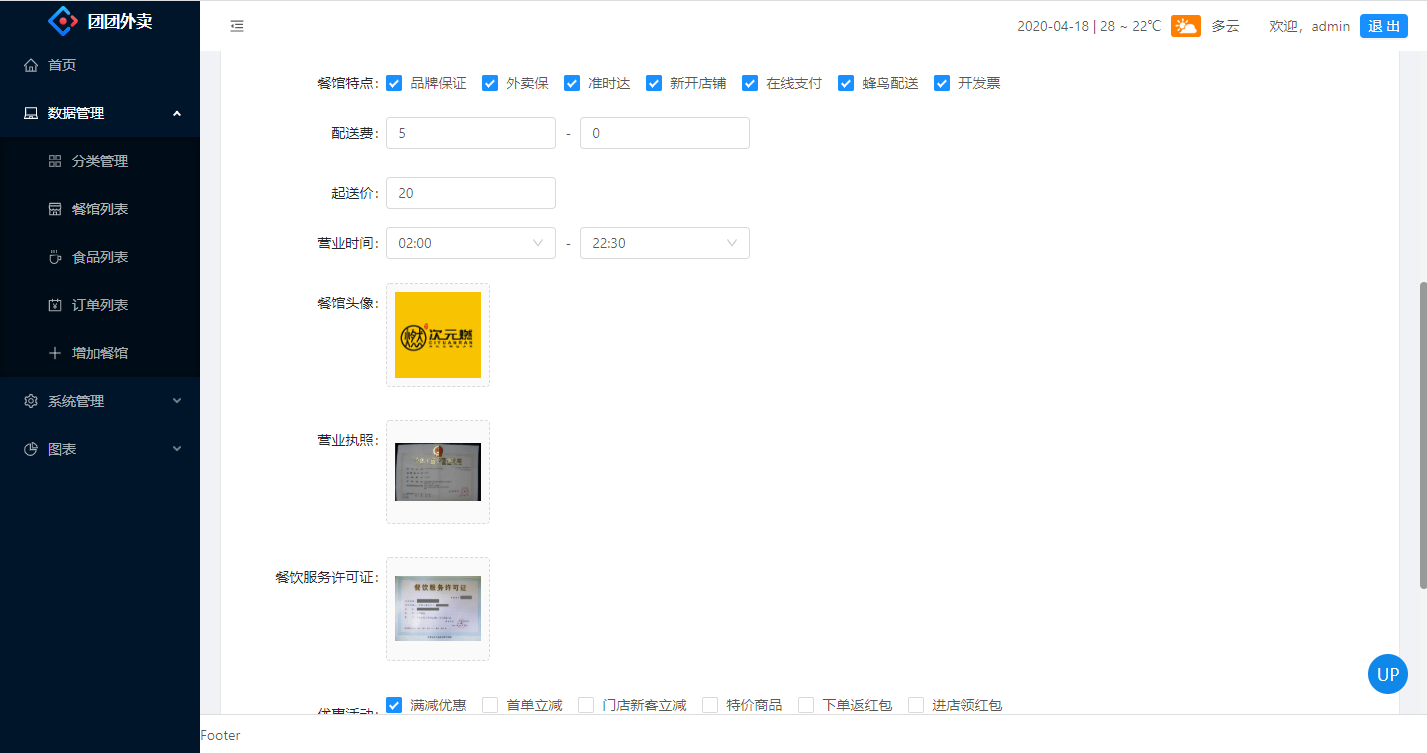 团团外卖
2020-04-18 | 28 ~ 22℃ 多云 欢迎，admin 退 出
首页
数据管理
分类管理
餐馆列表
食品列表
订单列表
增加餐馆
系统管理
图表
餐馆特点: 品牌保证 外卖保 准时达 新开店铺 在线支付 蜂鸟配送 开发票
配送费: 5 - 0
起送价: 20
营业时间: 02:00 - 22:30
餐馆头像:
燃 次元燃
CIYUANRAN
营业执照:
餐饮服务许可证:
餐饮服务许可证
优惠活动: 满减优惠 首单立减 门店新客立减 特价商品 下单返红包 进店领红包
UP
Footer